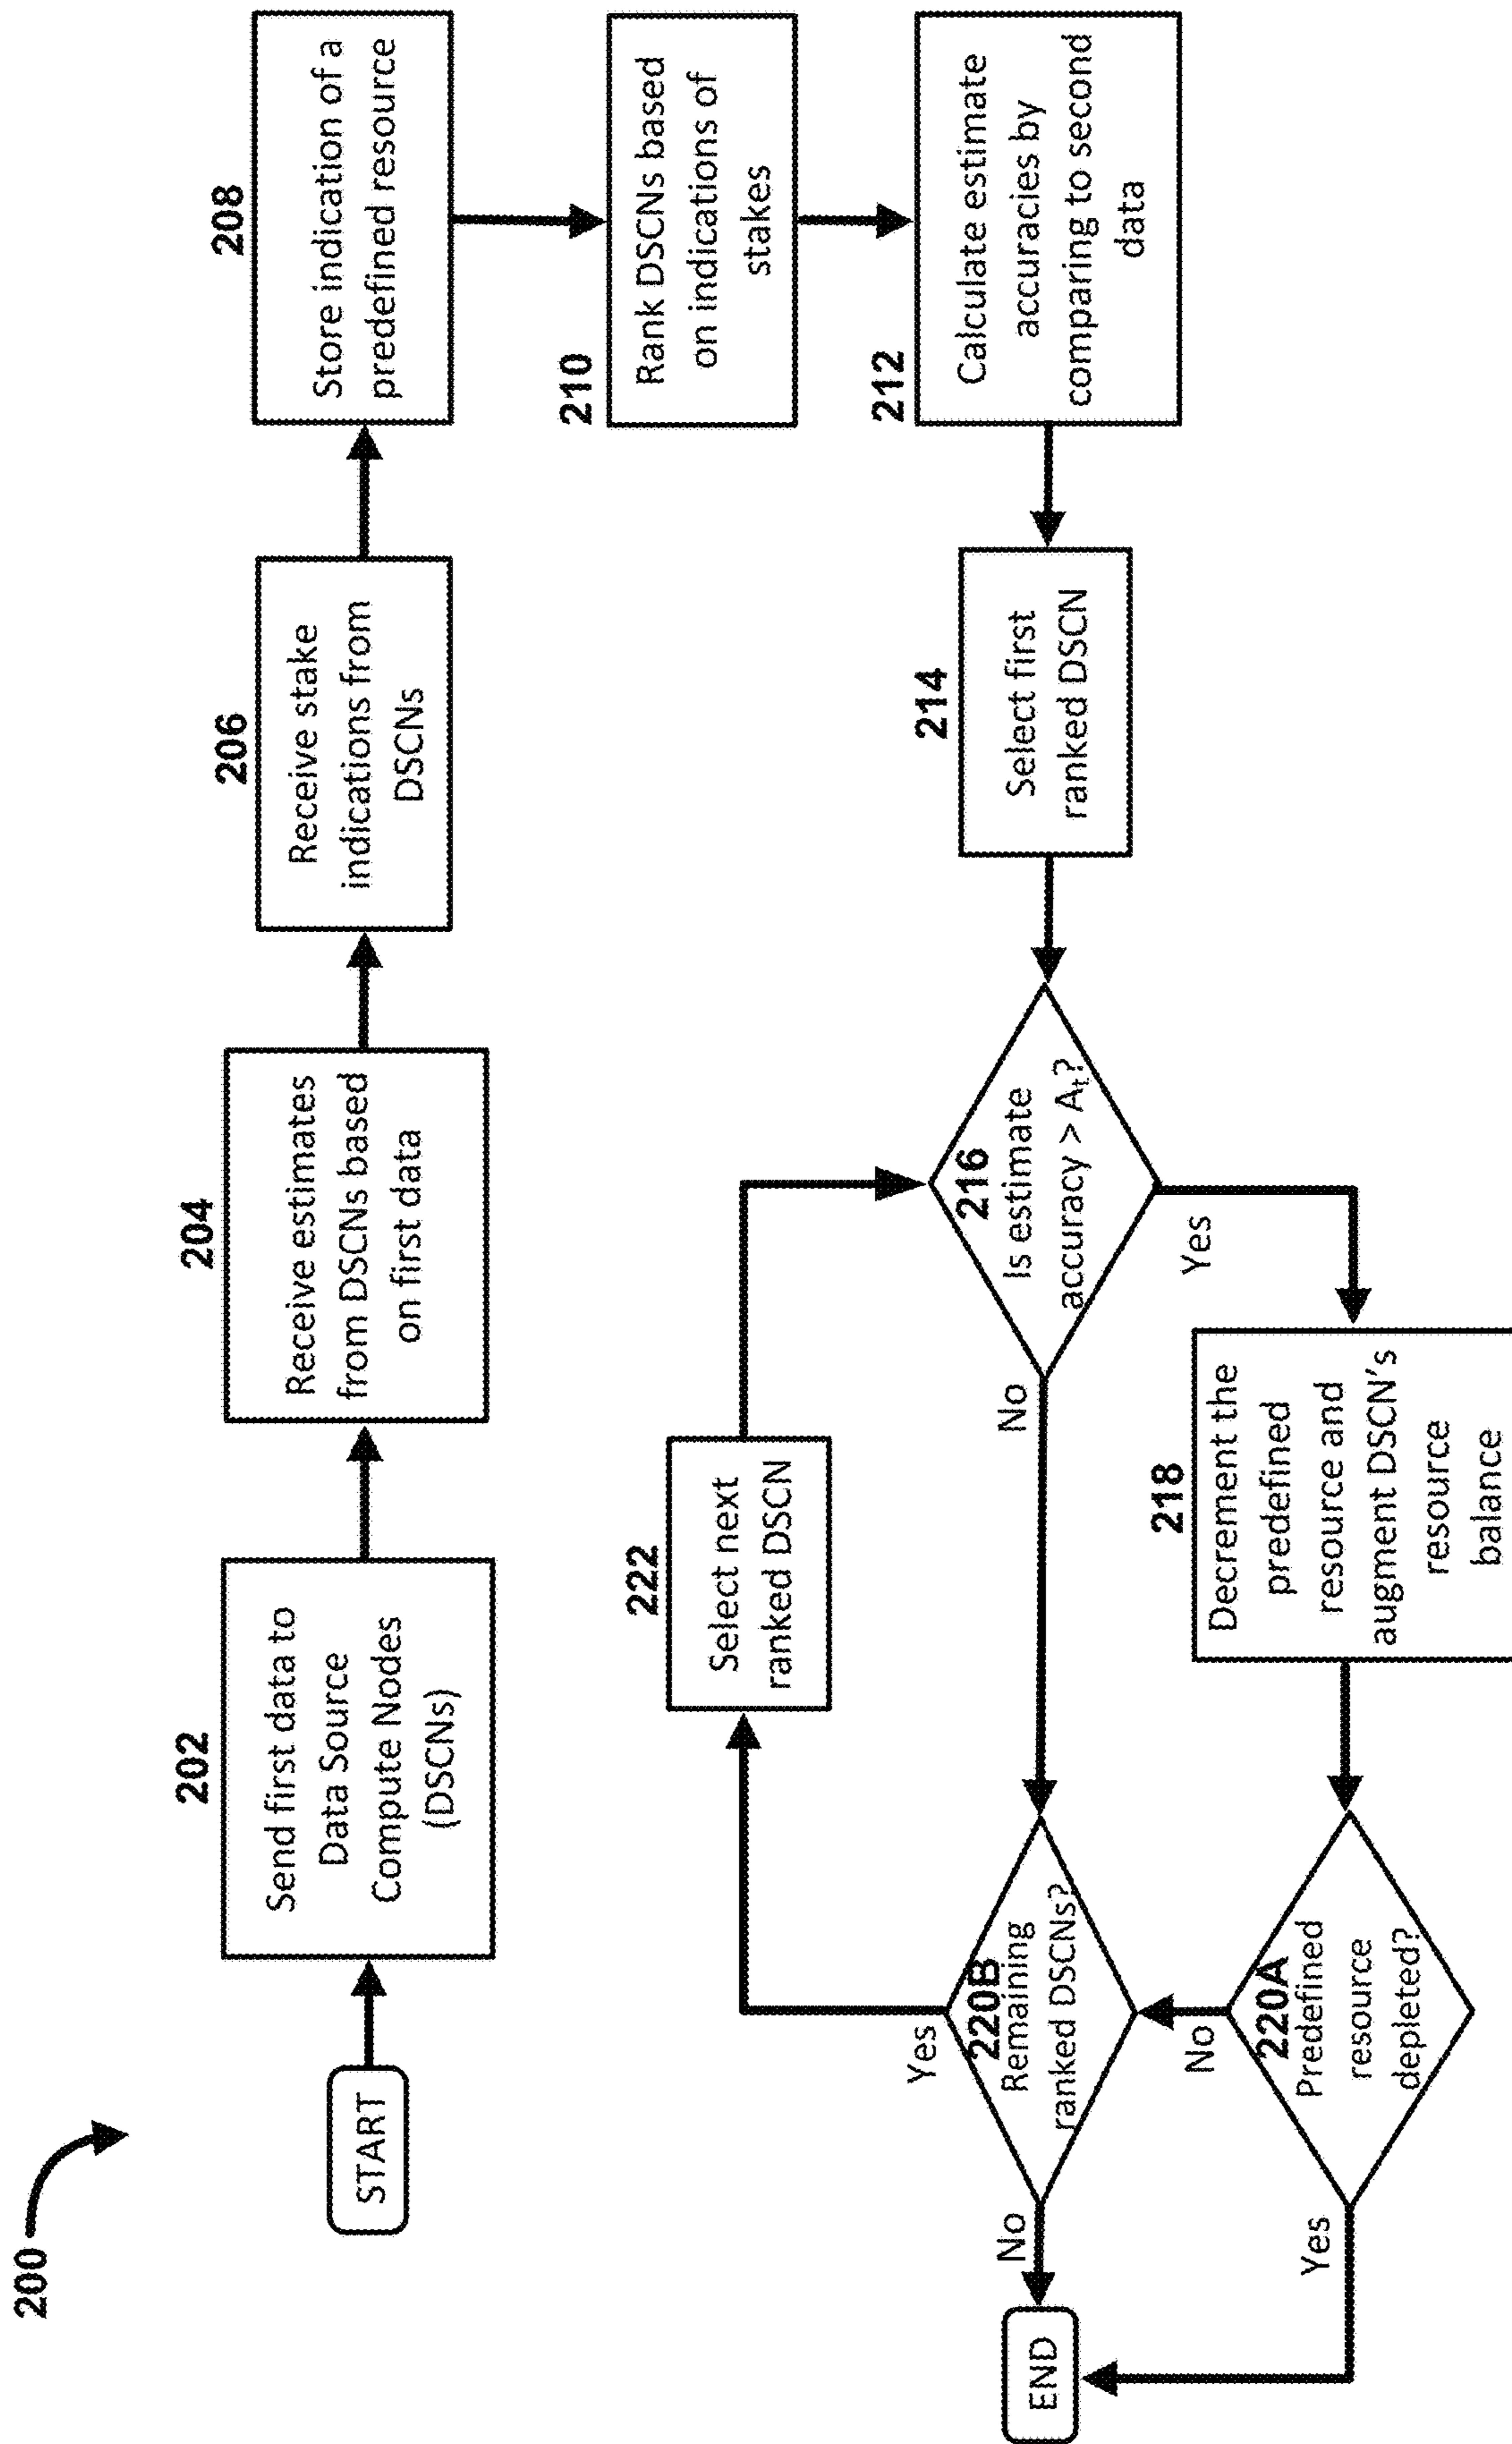 200
START
202
Send first data to
Data Source
Compute Nodes
(DSCNs)
204
Receive estimates
from DSCNs based
on first data
206
Receive stake
indications from
DSCNs
208
Store indication of a
predefined resource
210
Rank DSCNs based
on indications of
stakes
212
Calculate estimate
accuracies by
comparing to second
data
214
Select first
ranked DSCN
216
Is estimate
accuracy > Aₜ?
No
Yes
218
Decrement the
predefined
resource and
augment DSCN's
resource
balance
220A
Predefined
resource
depleted?
No
Yes
220B
Remaining
ranked DSCNs?
Yes
No
222
Select next
ranked DSCN
END